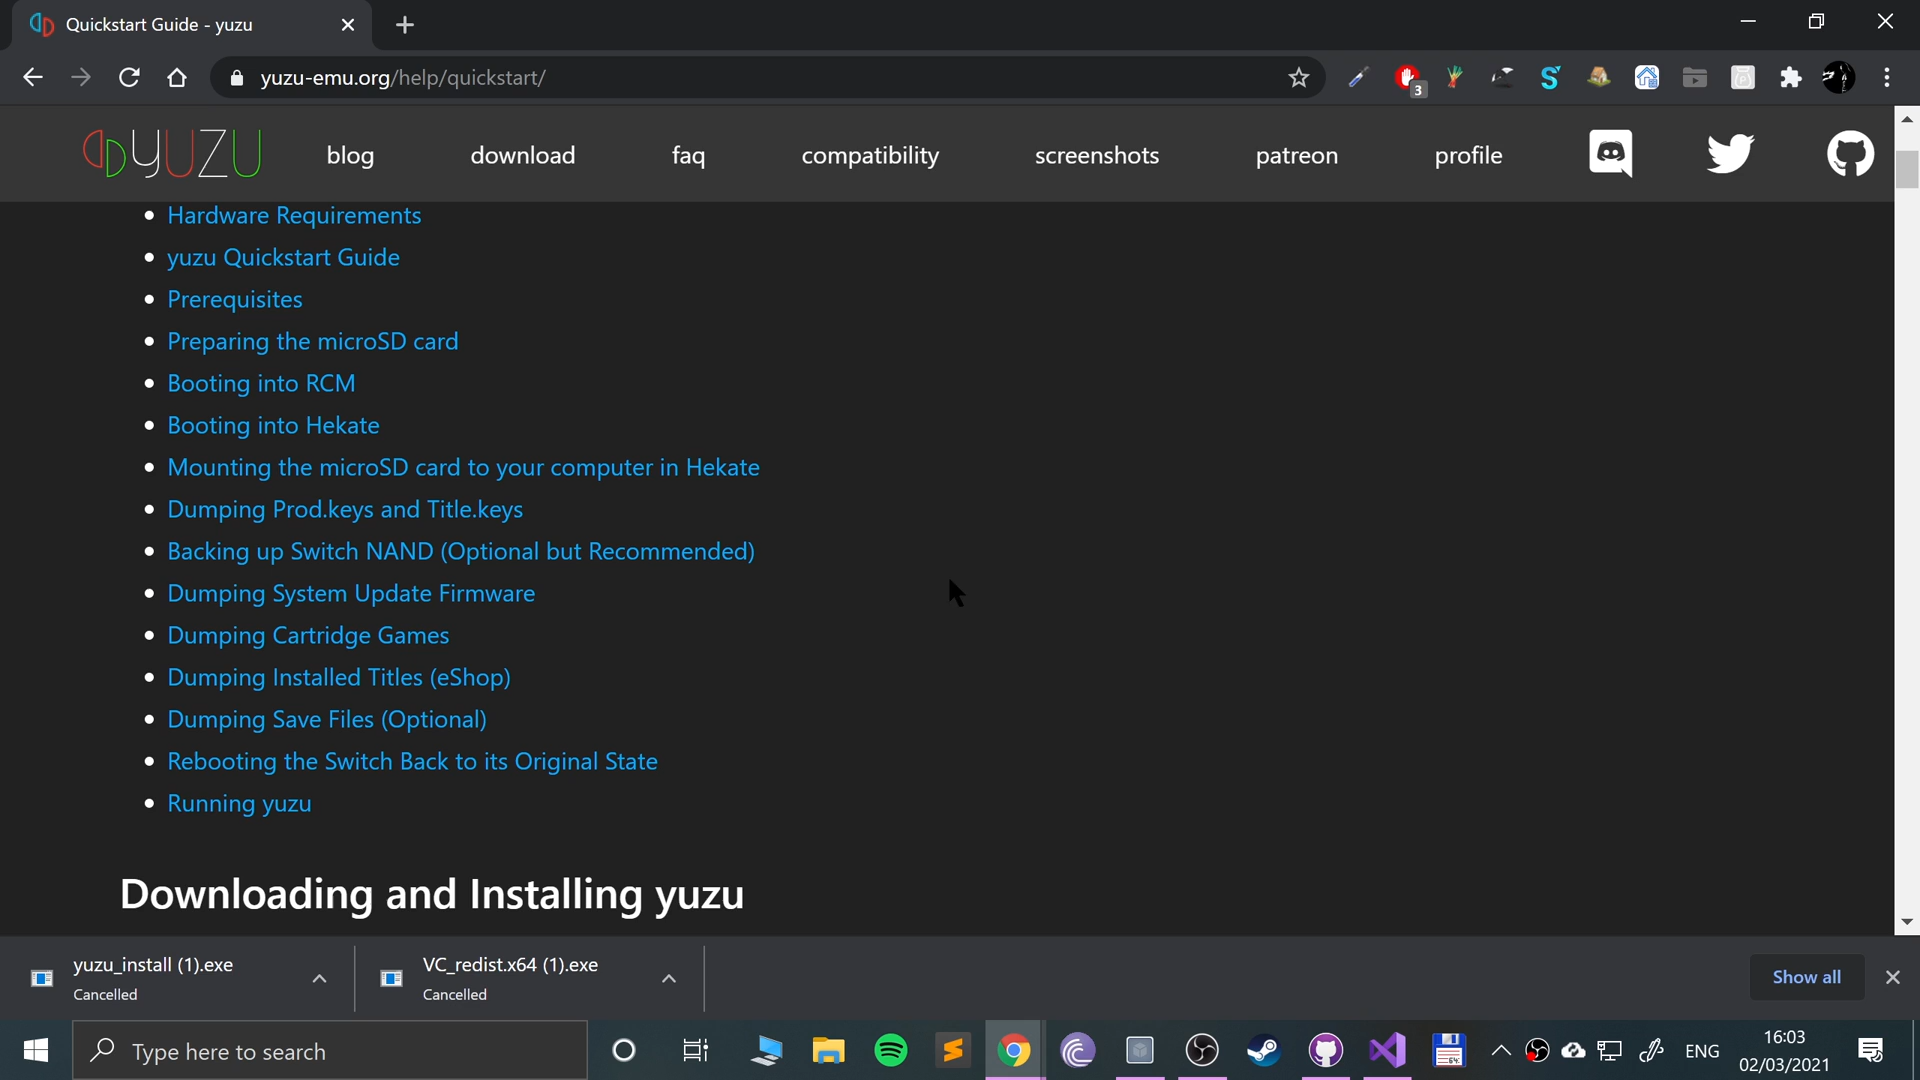 Quickstart Guide - yuzu
yuzu-emu.org/help/quickstart/
3
YUZU
blog
download
faq
compatibility
screenshots
patreon
profile
Hardware Requirements
yuzu Quickstart Guide
Prerequisites
Preparing the microSD card
Booting into RCM
Booting into Hekate
Mounting the microSD card to your computer in Hekate
Dumping Prod.keys and Title.keys
Backing up Switch NAND (Optional but Recommended)
Dumping System Update Firmware
Dumping Cartridge Games
Dumping Installed Titles (eShop)
Dumping Save Files (Optional)
Rebooting the Switch Back to its Original State
Running yuzu
Downloading and Installing yuzu
yuzu_install (1).exe
Cancelled
VC_redist.x64 (1).exe
Cancelled
Show all
Type here to search
64
ENG
16:03
02/03/2021